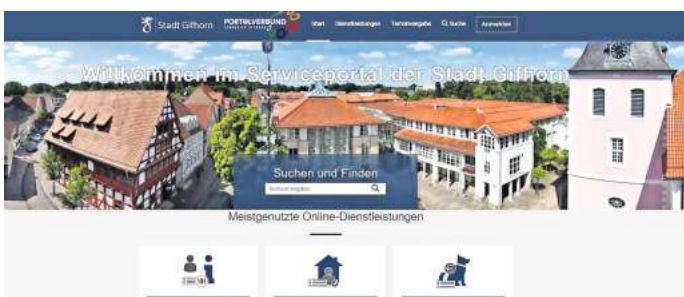 Stadt Gifhorn
PORTALVERBUND
Start Dienstleistungen Terminvergabe Suche Anmelden
Willkommen im Serviceportal der Stadt Gifhorn
Suchen und Finden
Meistgenutzte Online-Dienstleistungen